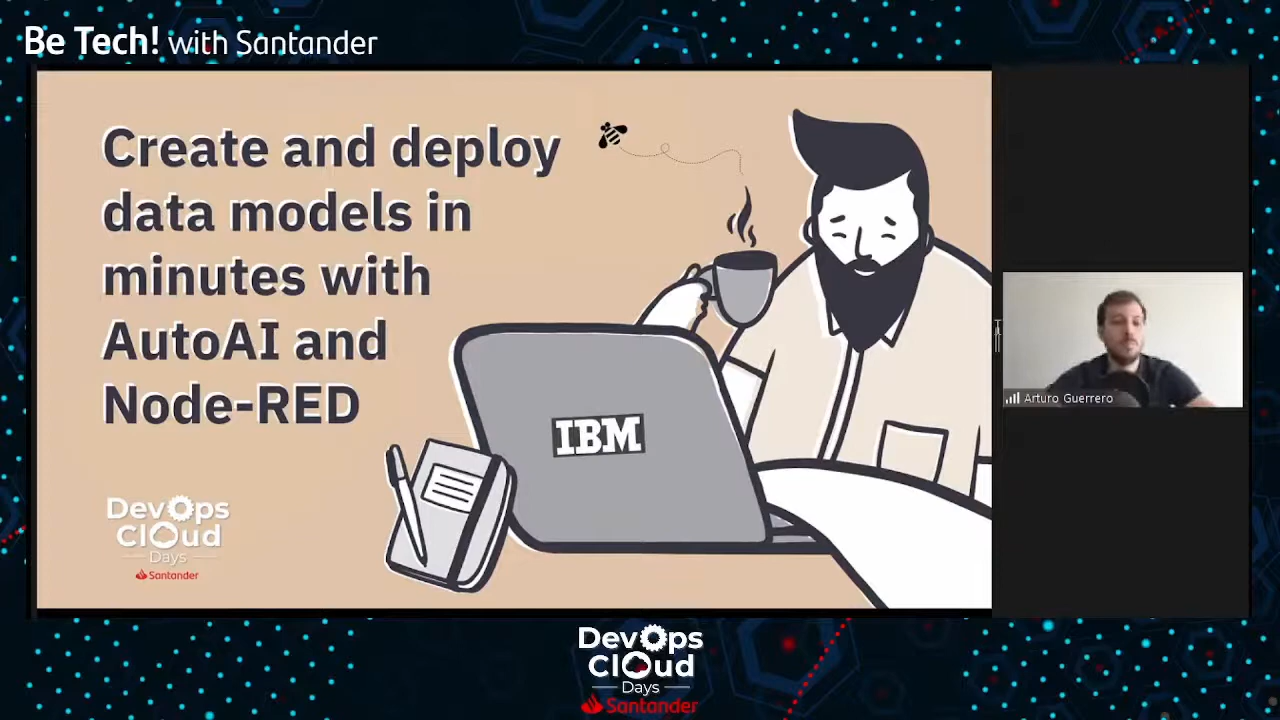 Be Tech! with Santander
Create and deploy
data models in
minutes with
AutoAI and
Node-RED
IBM
DevOps
Cloud
Days
Santander
Arturo Guerrero
DevOps
Cloud
Days
Santander